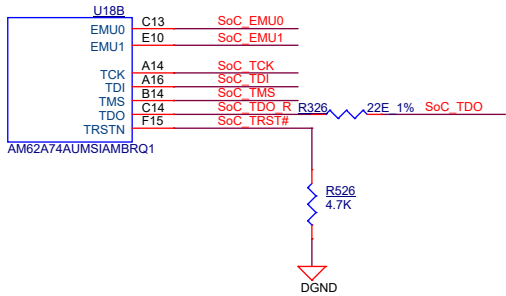 U18B
EMU0 C13 SoC_EMU0
EMU1 E10 SoC_EMU1
TCK A14 SoC_TCK
TDI A16 SoC_TDI
TMS B14 SoC_TMS
TDO C14 SoC_TDO_R R326 22E_1% SoC_TDO
TRSTN F15 SoC_TRST#
AM62A74AUMSIAMBRQ1
R526
4.7K
DGND